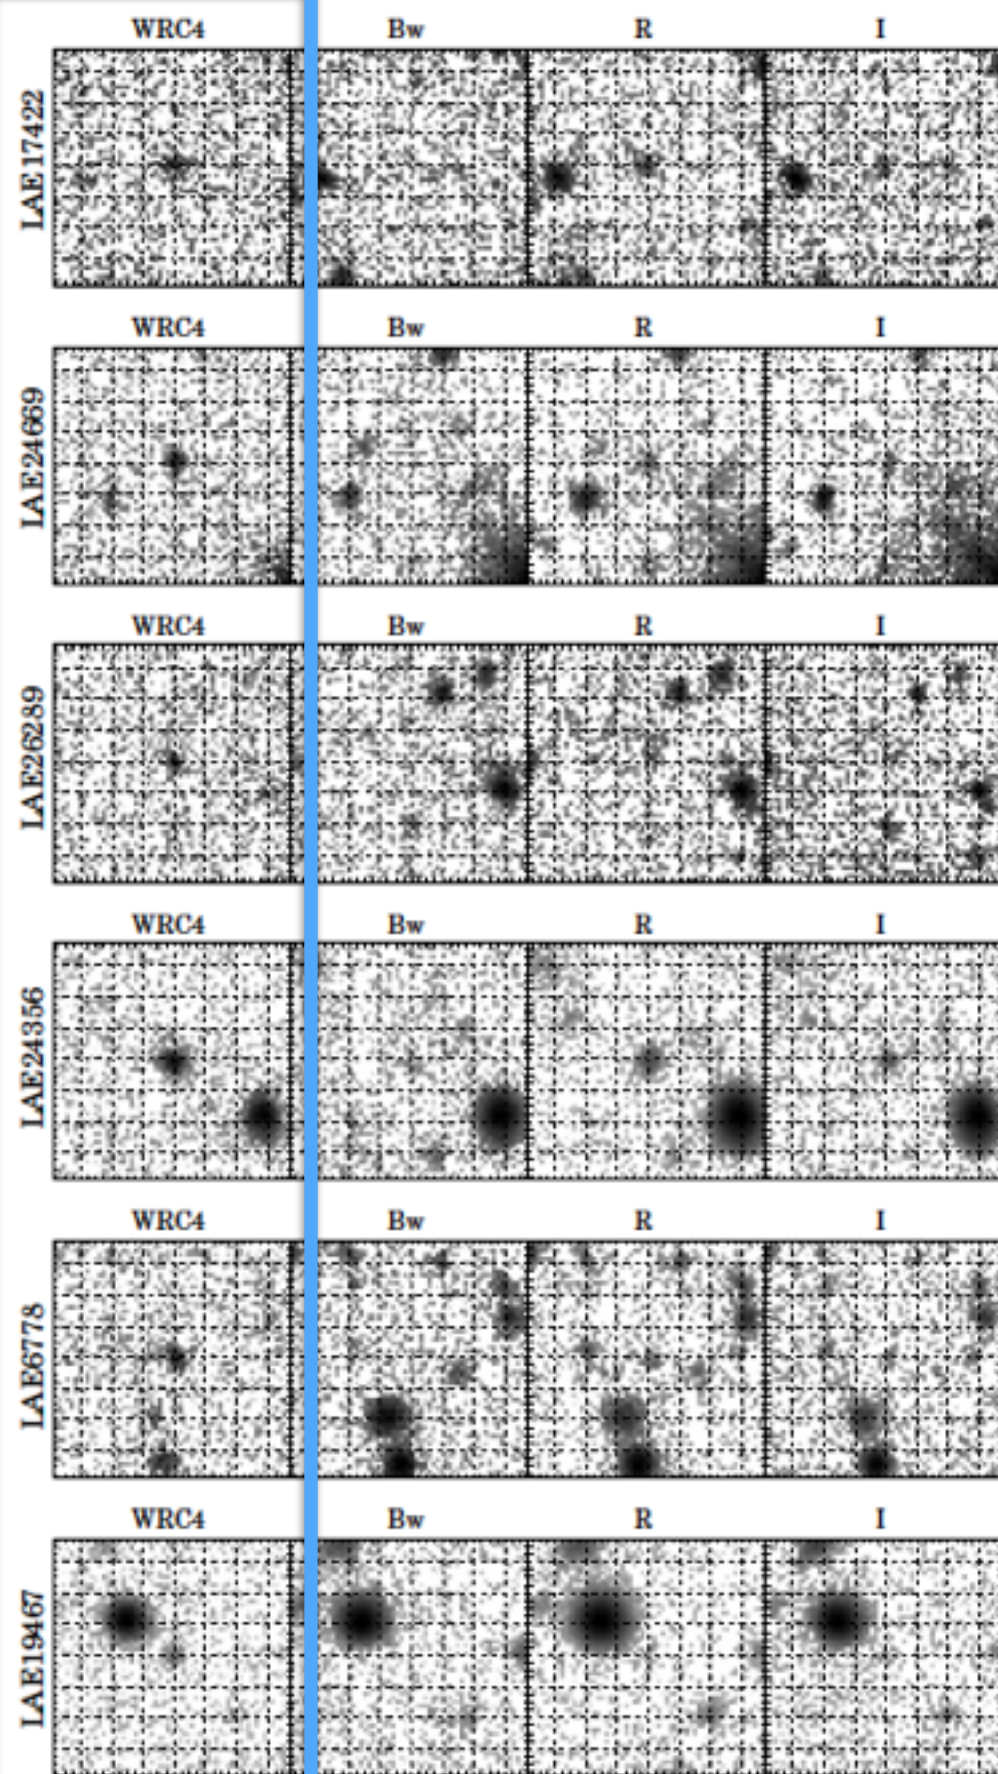 WRC4 Bw R I
LAE17422
WRC4 Bw R I
LAE24669
WRC4 Bw R I
LAE26289
WRC4 Bw R I
LAE24356
WRC4 Bw R I
LAE6778
WRC4 Bw R I
LAE19467